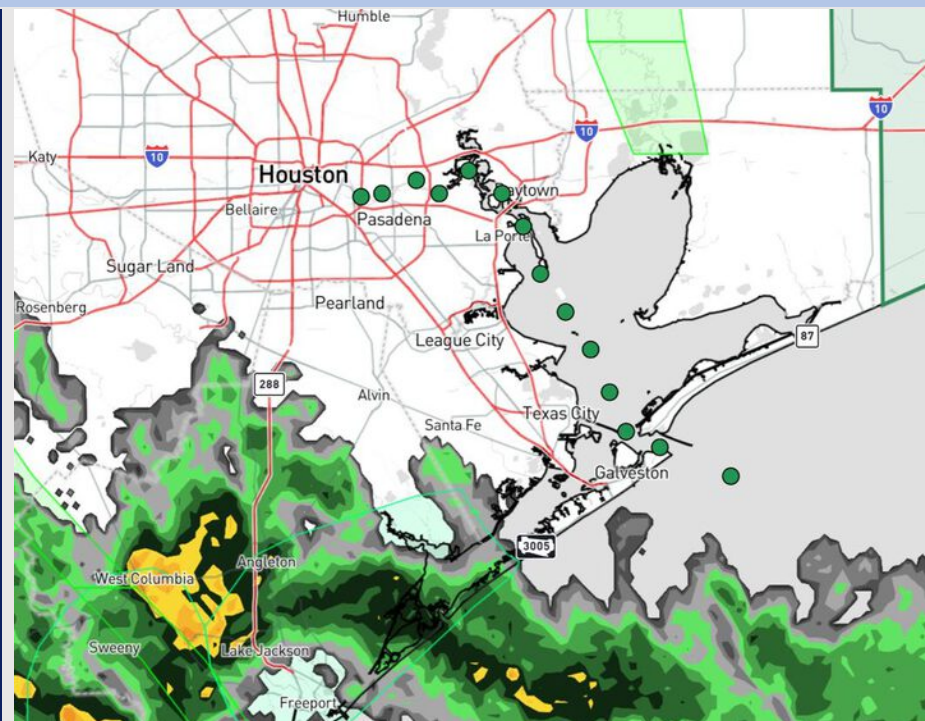 Humble
10
10
Katy
10
Houston
Baytown
Bellaire
Pasadena
La Porte
Sugar Land
Rosenberg
Pearland
League City
87
288
Alvin
Texas City
Santa Fe
Galveston
3005
Angleton
West Columbia
Sweeny
Lake Jackson
Freeport